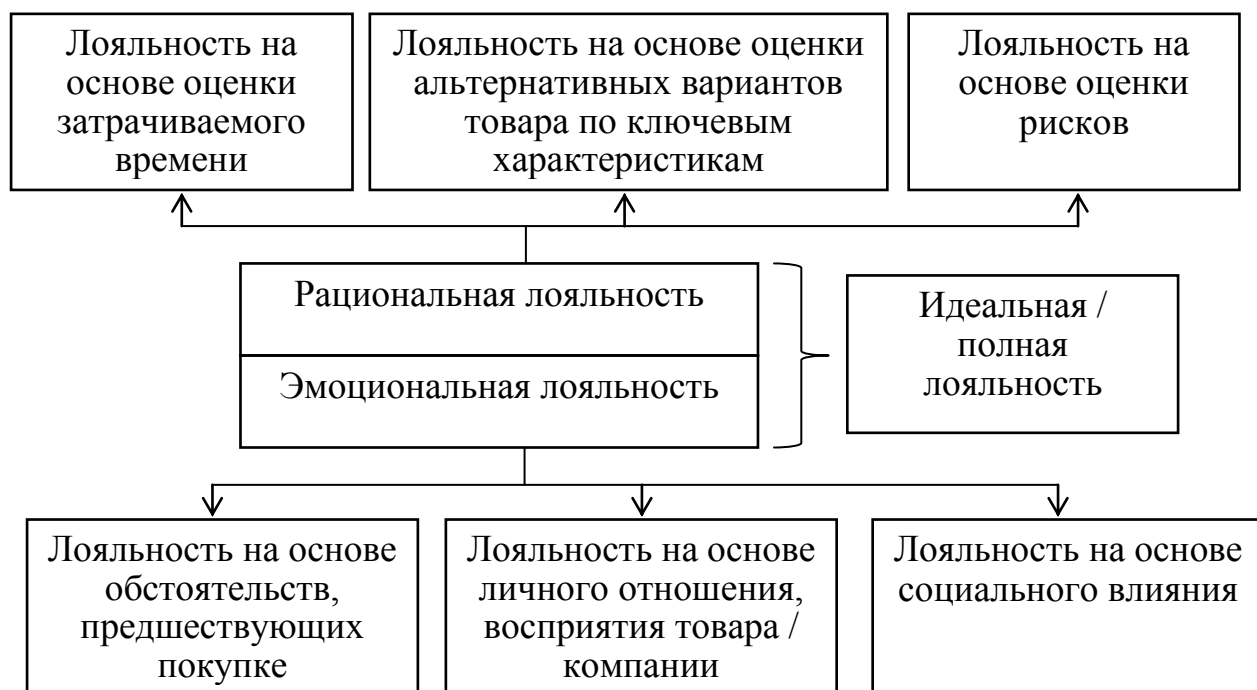 Лояльность на
основе оценки
затрачиваемого
времени
Лояльность на основе оценки
альтернативных вариантов
товара по ключевым
характеристикам
Лояльность на
основе оценки
рисков
Рациональная лояльность
Эмоциональная лояльность
Идеальная /
полная
лояльность
Лояльность на основе
обстоятельств,
предшествующих
покупке
Лояльность на основе
личного отношения,
восприятия товара /
компании
Лояльность на основе
социального влияния